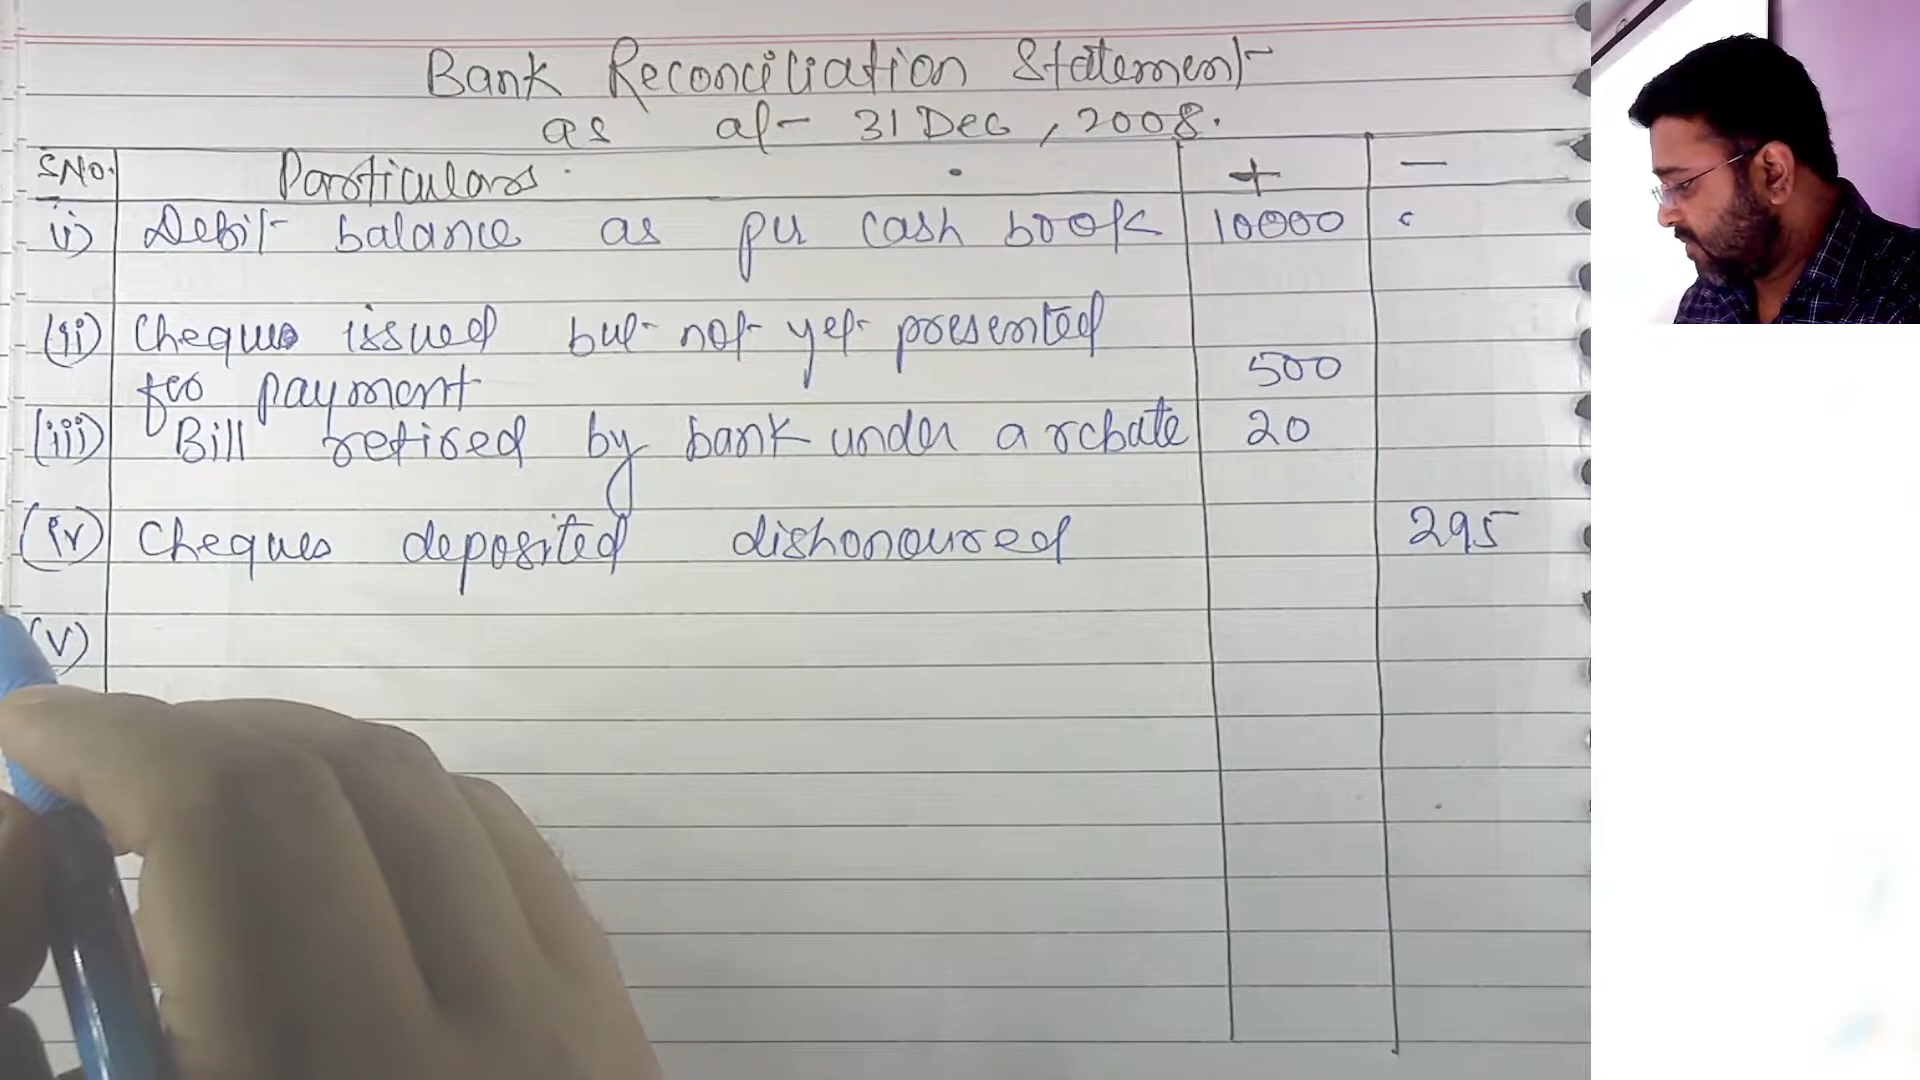 Bank Reconciliation Statement
as at 31 Dec, 2008.
SNo. Particulars. + -
(i) Debit balance as per cash book 10000
(ii) Cheques issued but not yet presented
for payment 500
(iii) Bill retired by bank under a rebate 20
(iv) Cheques deposited dishonoured 295
(v)